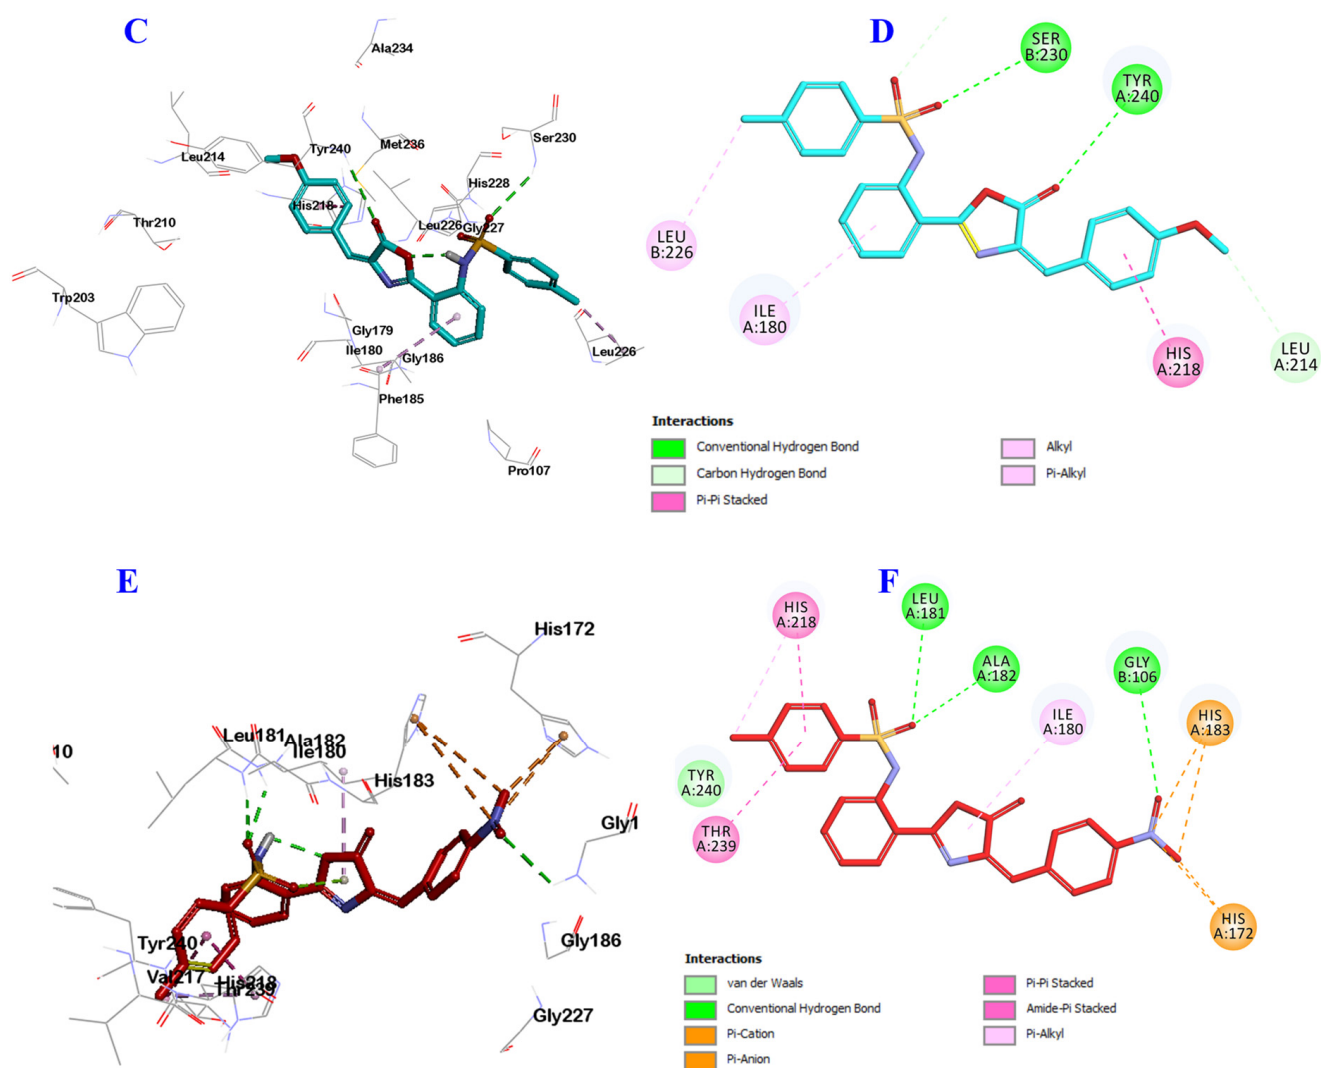 C
Ala234
Leu214
Tyr240
Met236
Ser230
His218
His228
Leu226
Gly227
Thr210
Trp203
Gly179
Ile180
Gly186
Phe185
Leu226
Pro107
D
SER
B:230
TYR
A:240
LEU
B:226
ILE
A:180
HIS
A:218
LEU
A:214
Interactions
Conventional Hydrogen Bond
Carbon Hydrogen Bond
Pi-Pi Stacked
Alkyl
Pi-Alkyl
E
His172
Leu181
Ala182
Ile180
10
His183
Gly1
Tyr240
Val217
His218
Thr239
Gly186
Gly227
F
HIS
A:218
LEU
A:181
ALA
A:182
GLY
B:106
ILE
A:180
HIS
A:183
TYR
A:240
THR
A:239
HIS
A:172
Interactions
van der Waals
Conventional Hydrogen Bond
Pi-Cation
Pi-Anion
Pi-Pi Stacked
Amide-Pi Stacked
Pi-Alkyl